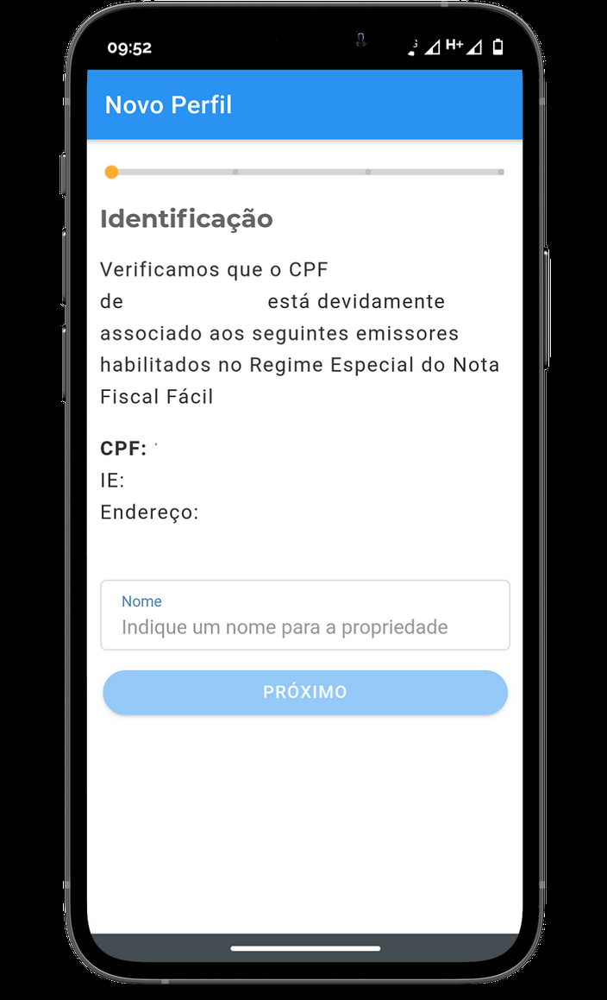 09:52
H+
Novo Perfil
Identificação
Verificamos que o CPF
de está devidamente
associado aos seguintes emissores
habilitados no Regime Especial do Nota
Fiscal Fácil
CPF:
IE:
Endereço:
Nome
Indique um nome para a propriedade
PRÓXIMO